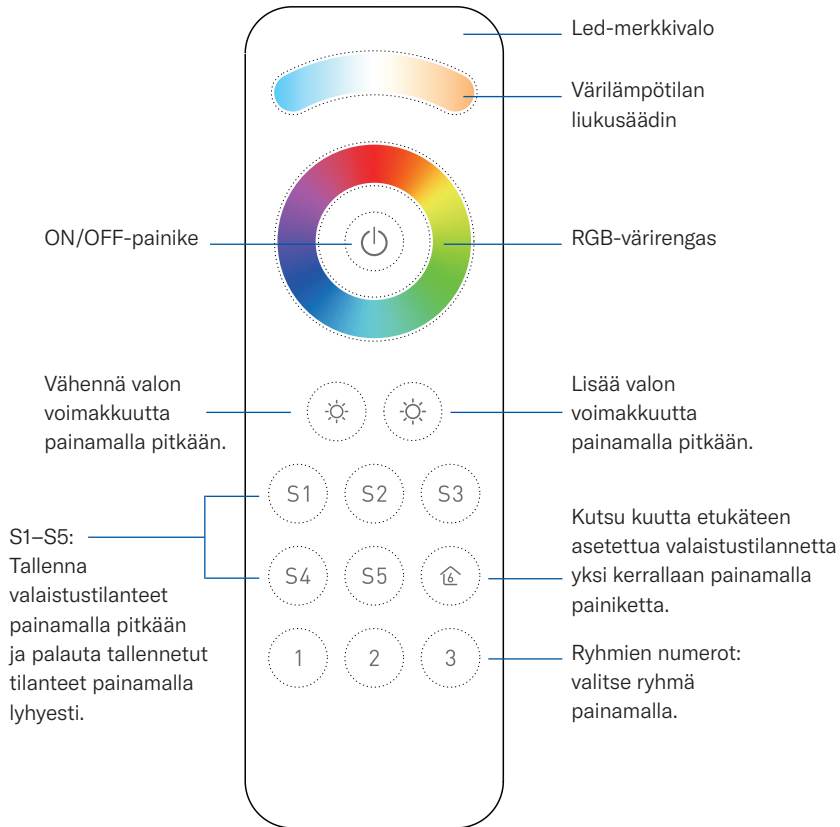 Led-merkkivalo
Värilämpötilan
liukusäädin
ON/OFF-painike
RGB-värirengas
Vähennä valon
voimakkuutta
painamalla pitkään.
Lisää valon
voimakkuutta
painamalla pitkään.
S1 S2 S3
S1–S5:
Tallenna
valaistustilanteet
painamalla pitkään
ja palauta tallennetut
tilanteet painamalla
lyhyesti.
Kutsu kuutta etukäteen
asetettua valaistustilannetta
yksi kerrallaan painamalla
painiketta.
S4 S5 6
1 2 3
Ryhmien numerot:
valitse ryhmä
painamalla.